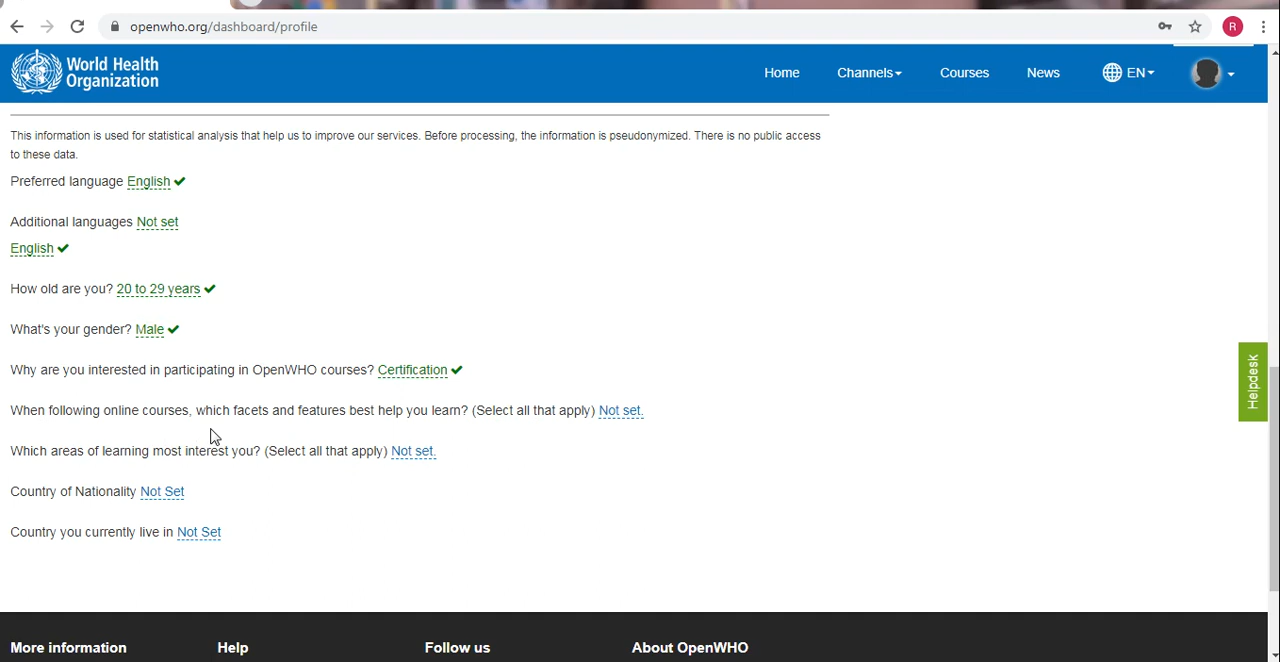 openwho.org/dashboard/profile
R
World Health
Organization
Home Channels Courses News EN
This information is used for statistical analysis that help us to improve our services. Before processing, the information is pseudonymized. There is no public access
to these data.
Preferred language English
Additional languages Not set
English
How old are you? 20 to 29 years
What's your gender? Male
Why are you interested in participating in OpenWHO courses? Certification
Helpdesk
When following online courses, which facets and features best help you learn? (Select all that apply) Not set.
Which areas of learning most interest you? (Select all that apply) Not set.
Country of Nationality Not Set
Country you currently live in Not Set
More information Help Follow us About OpenWHO